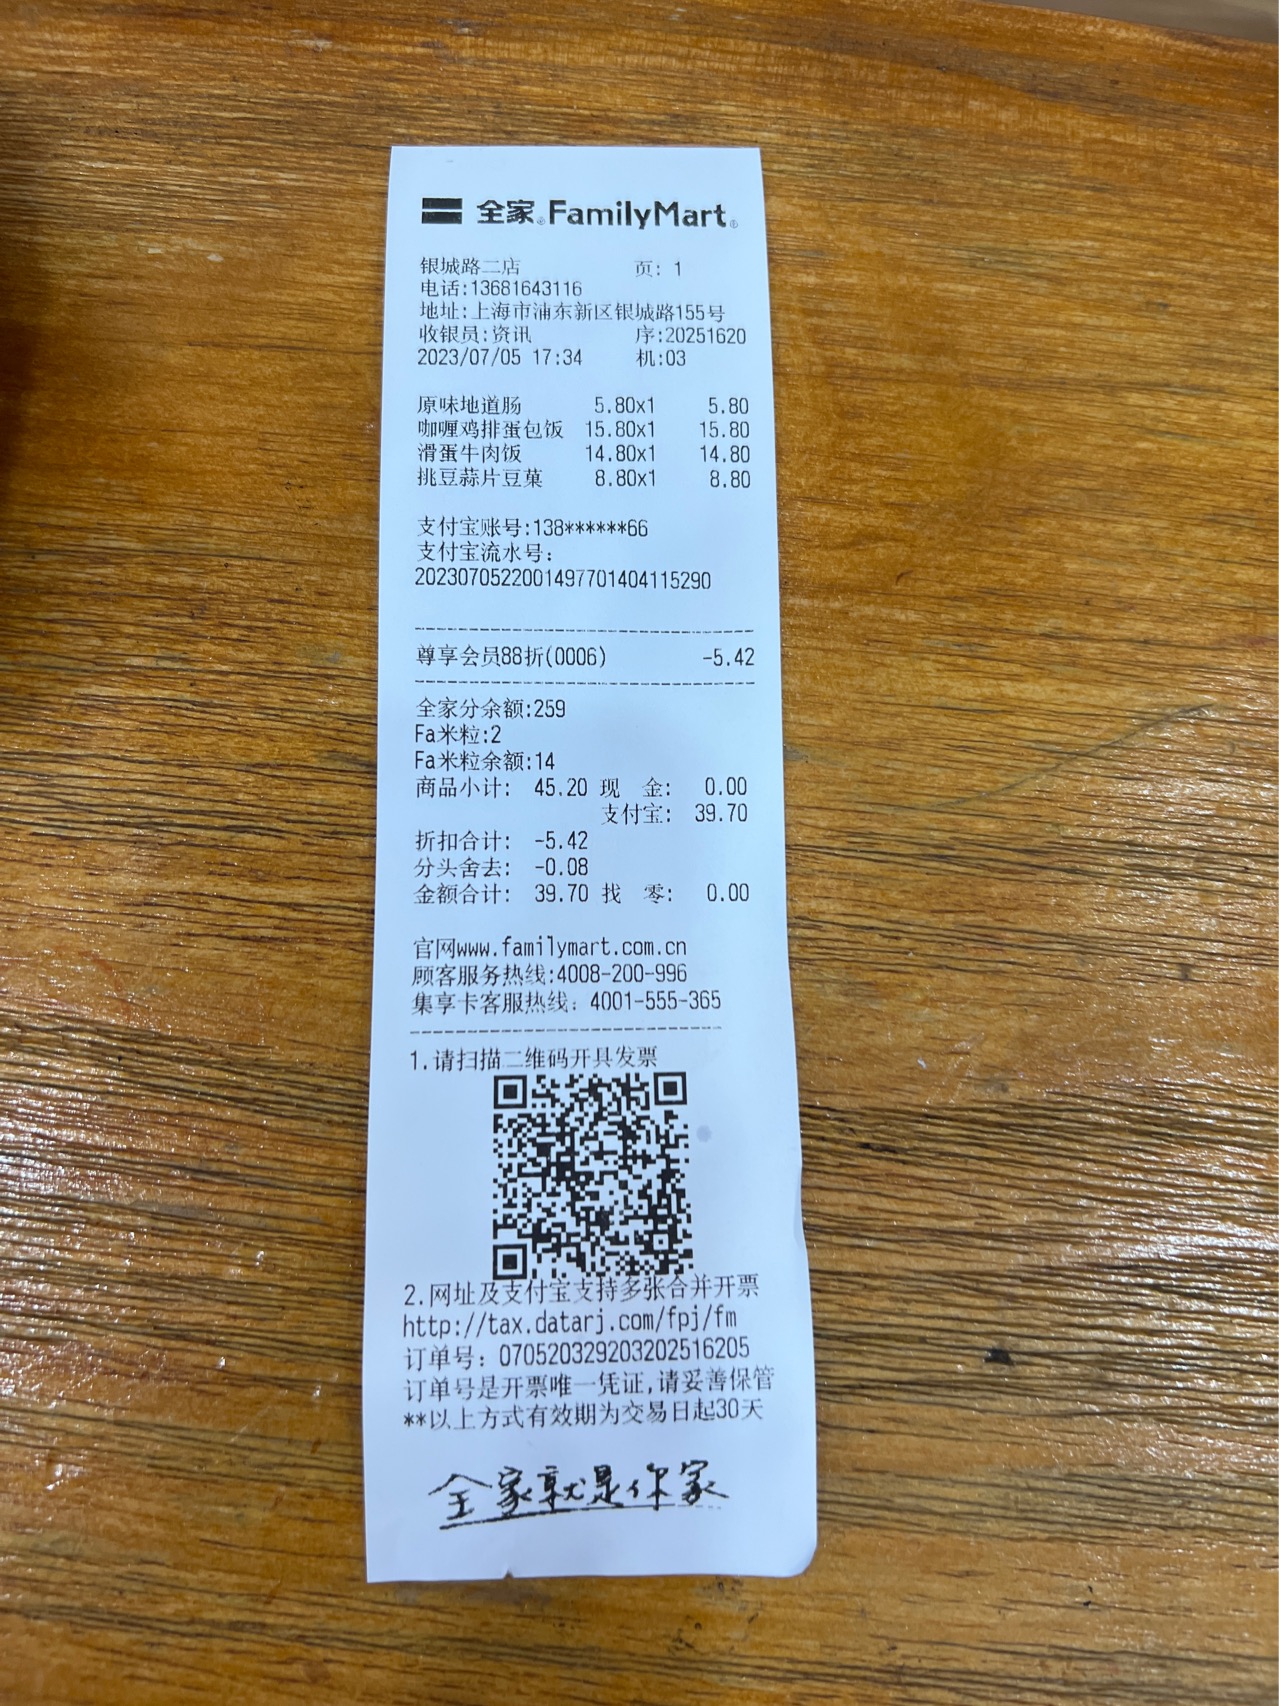 全家® FamilyMart®
银城路二店 页: 1
电话:13681643116
地址:上海市浦东新区银城路155号
收银员:资讯 序:20251620
2023/07/05 17:34 机:03
原味地道肠 5.80x1 5.80
咖喱鸡排蛋包饭 15.80x1 15.80
滑蛋牛肉饭 14.80x1 14.80
挑豆蒜片豆菓 8.80x1 8.80
支付宝账号:138******66
支付宝流水号:
2023070522001497701404115290
尊享会员88折(0006) -5.42
全家分余额:259
Fa米粒:2
Fa米粒余额:14
商品小计: 45.20 现 金: 0.00
支付宝: 39.70
折扣合计: -5.42
分头舍去: -0.08
金额合计: 39.70 找 零: 0.00
官网www.familymart.com.cn
顾客服务热线:4008-200-996
集享卡客服热线: 4001-555-365
1.请扫描二维码开具发票
2.网址及支付宝支持多张合并开票
http://tax.datarj.com/fpj/fm
订单号: 070520329203202516205
订单号是开票唯一凭证,请妥善保管
**以上方式有效期为交易日起30天
全家就是你家